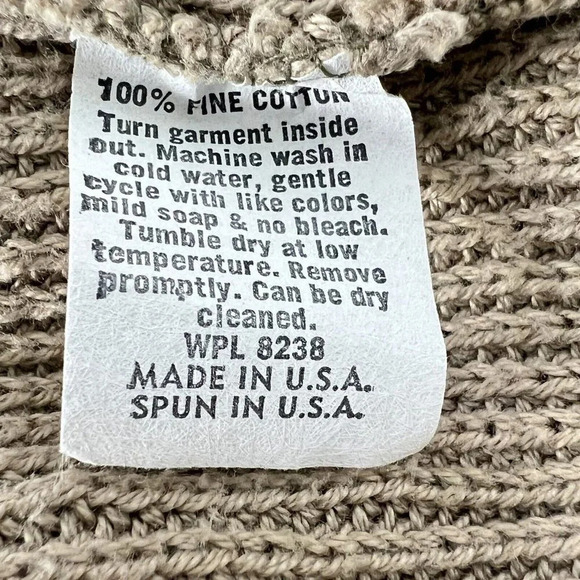 100% FINE COTTON
Turn garment inside
out. Machine wash in
cold water, gentle
cycle with like colors,
mild soap & no bleach.
Tumble dry at low
temperature. Remove
promptly. Can be dry
cleaned.
WPL 8238
MADE IN U.S.A.
SPUN IN U.S.A.